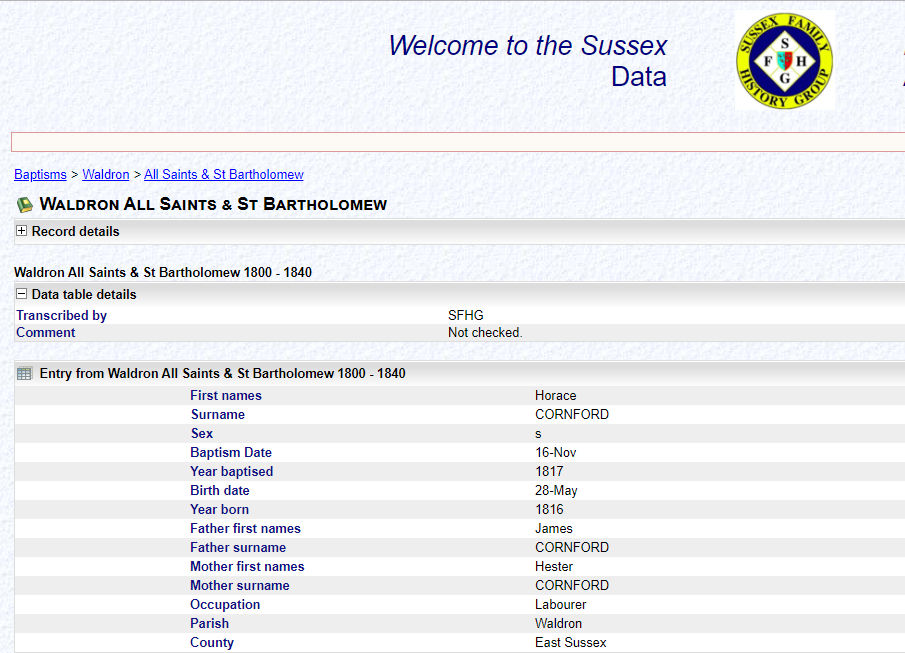 Welcome to the Sussex
Data
SUSSEX FAMILY
HISTORY GROUP
S
F H
G
Baptisms > Waldron > All Saints & St Bartholomew
WALDRON ALL SAINTS & ST BARTHOLOMEW
Record details
Waldron All Saints & St Bartholomew 1800 - 1840
Data table details
Transcribed by SFHG
Comment Not checked.
Entry from Waldron All Saints & St Bartholomew 1800 - 1840
First names Horace
Surname CORNFORD
Sex s
Baptism Date 16-Nov
Year baptised 1817
Birth date 28-May
Year born 1816
Father first names James
Father surname CORNFORD
Mother first names Hester
Mother surname CORNFORD
Occupation Labourer
Parish Waldron
County East Sussex